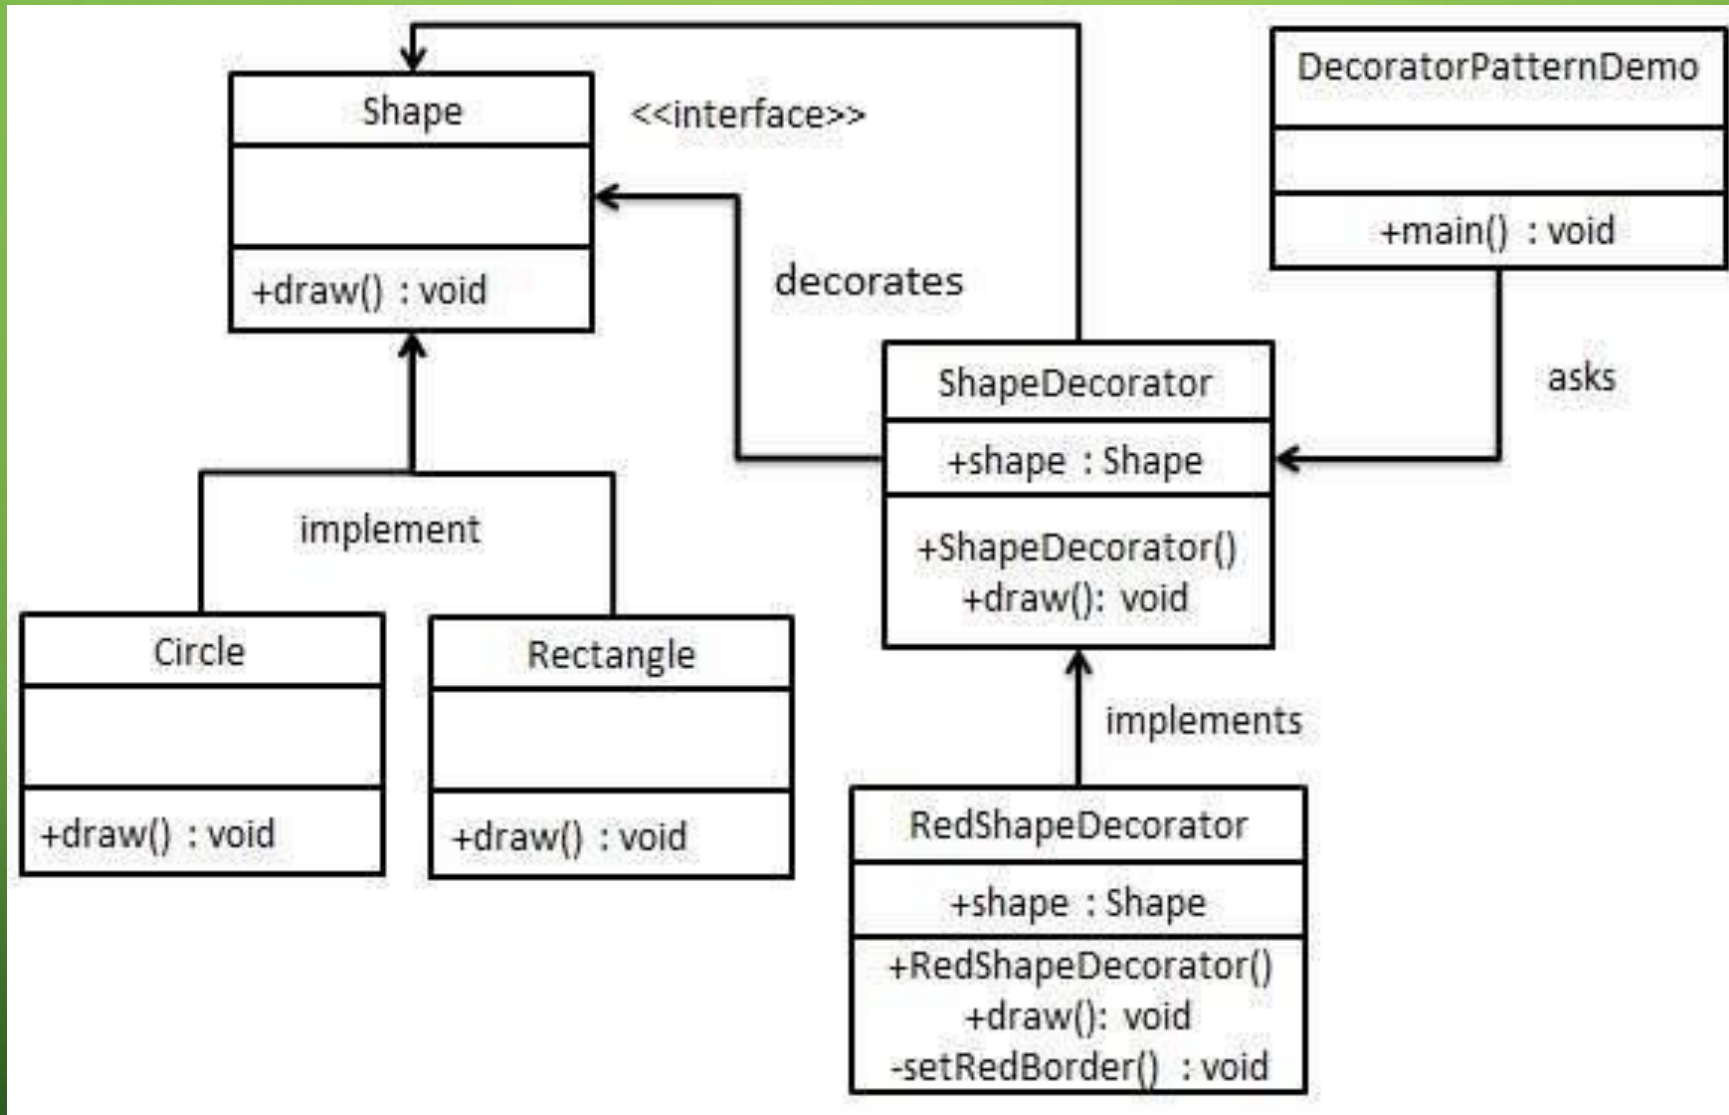 Shape
<<interface>>
+draw() : void
DecoratorPatternDemo
+main() : void
decorates
asks
ShapeDecorator
+shape : Shape
+ShapeDecorator()
+draw(): void
implement
Circle
+draw() : void
Rectangle
+draw() : void
implements
RedShapeDecorator
+shape : Shape
+RedShapeDecorator()
+draw(): void
-setRedBorder() : void